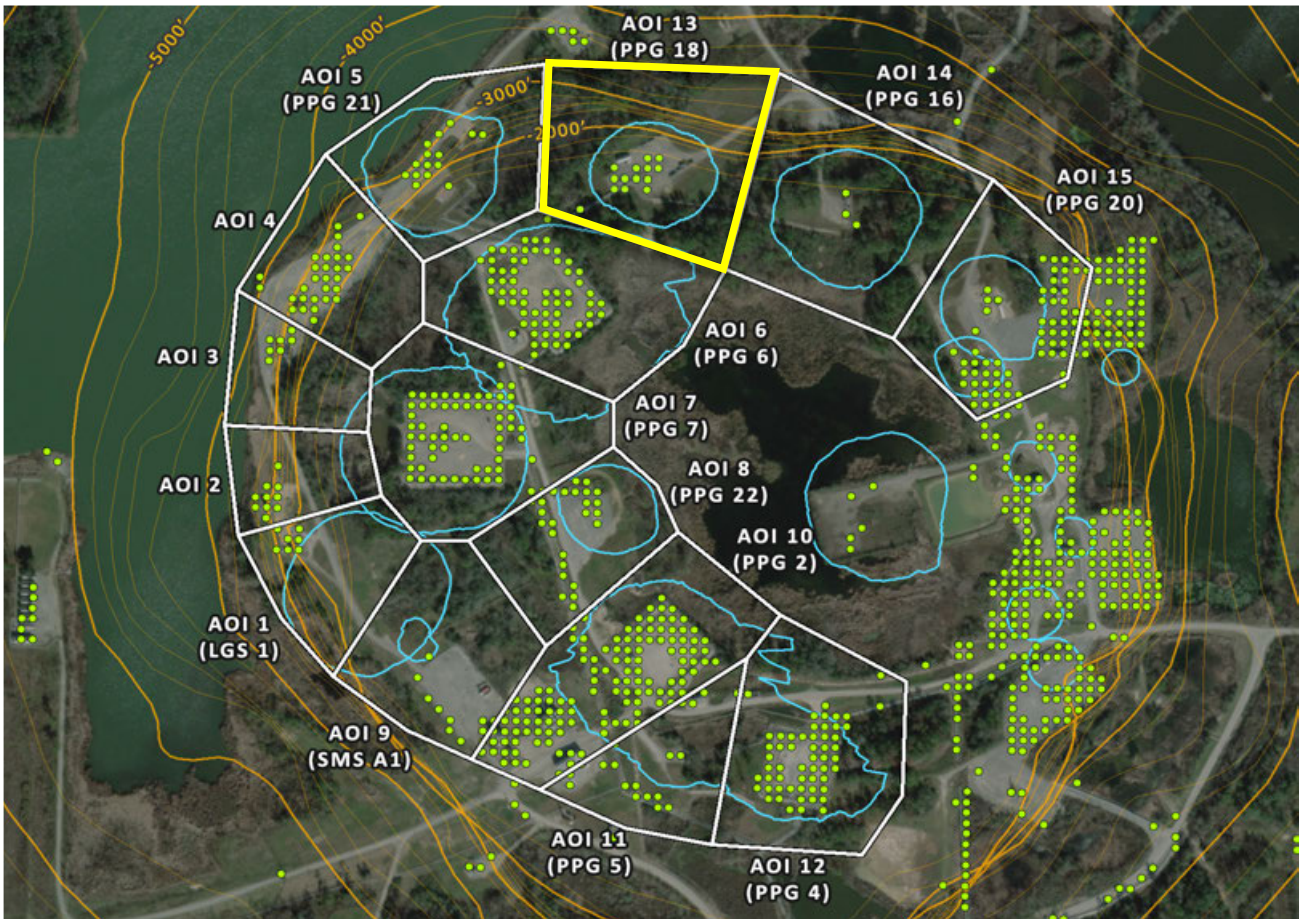 -5000'
-4000'
AOI 13
(PPG 18)
AOI 5
(PPG 21)
AOI 14
(PPG 16)
-3000'
-2000'
AOI 15
(PPG 20)
AOI 4
AOI 6
(PPG 6)
AOI 3
AOI 7
(PPG 7)
AOI 8
(PPG 22)
AOI 2
AOI 10
(PPG 2)
AOI 1
(LGS 1)
AOI 9
(SMS A1)
AOI 11
(PPG 5)
AOI 12
(PPG 4)